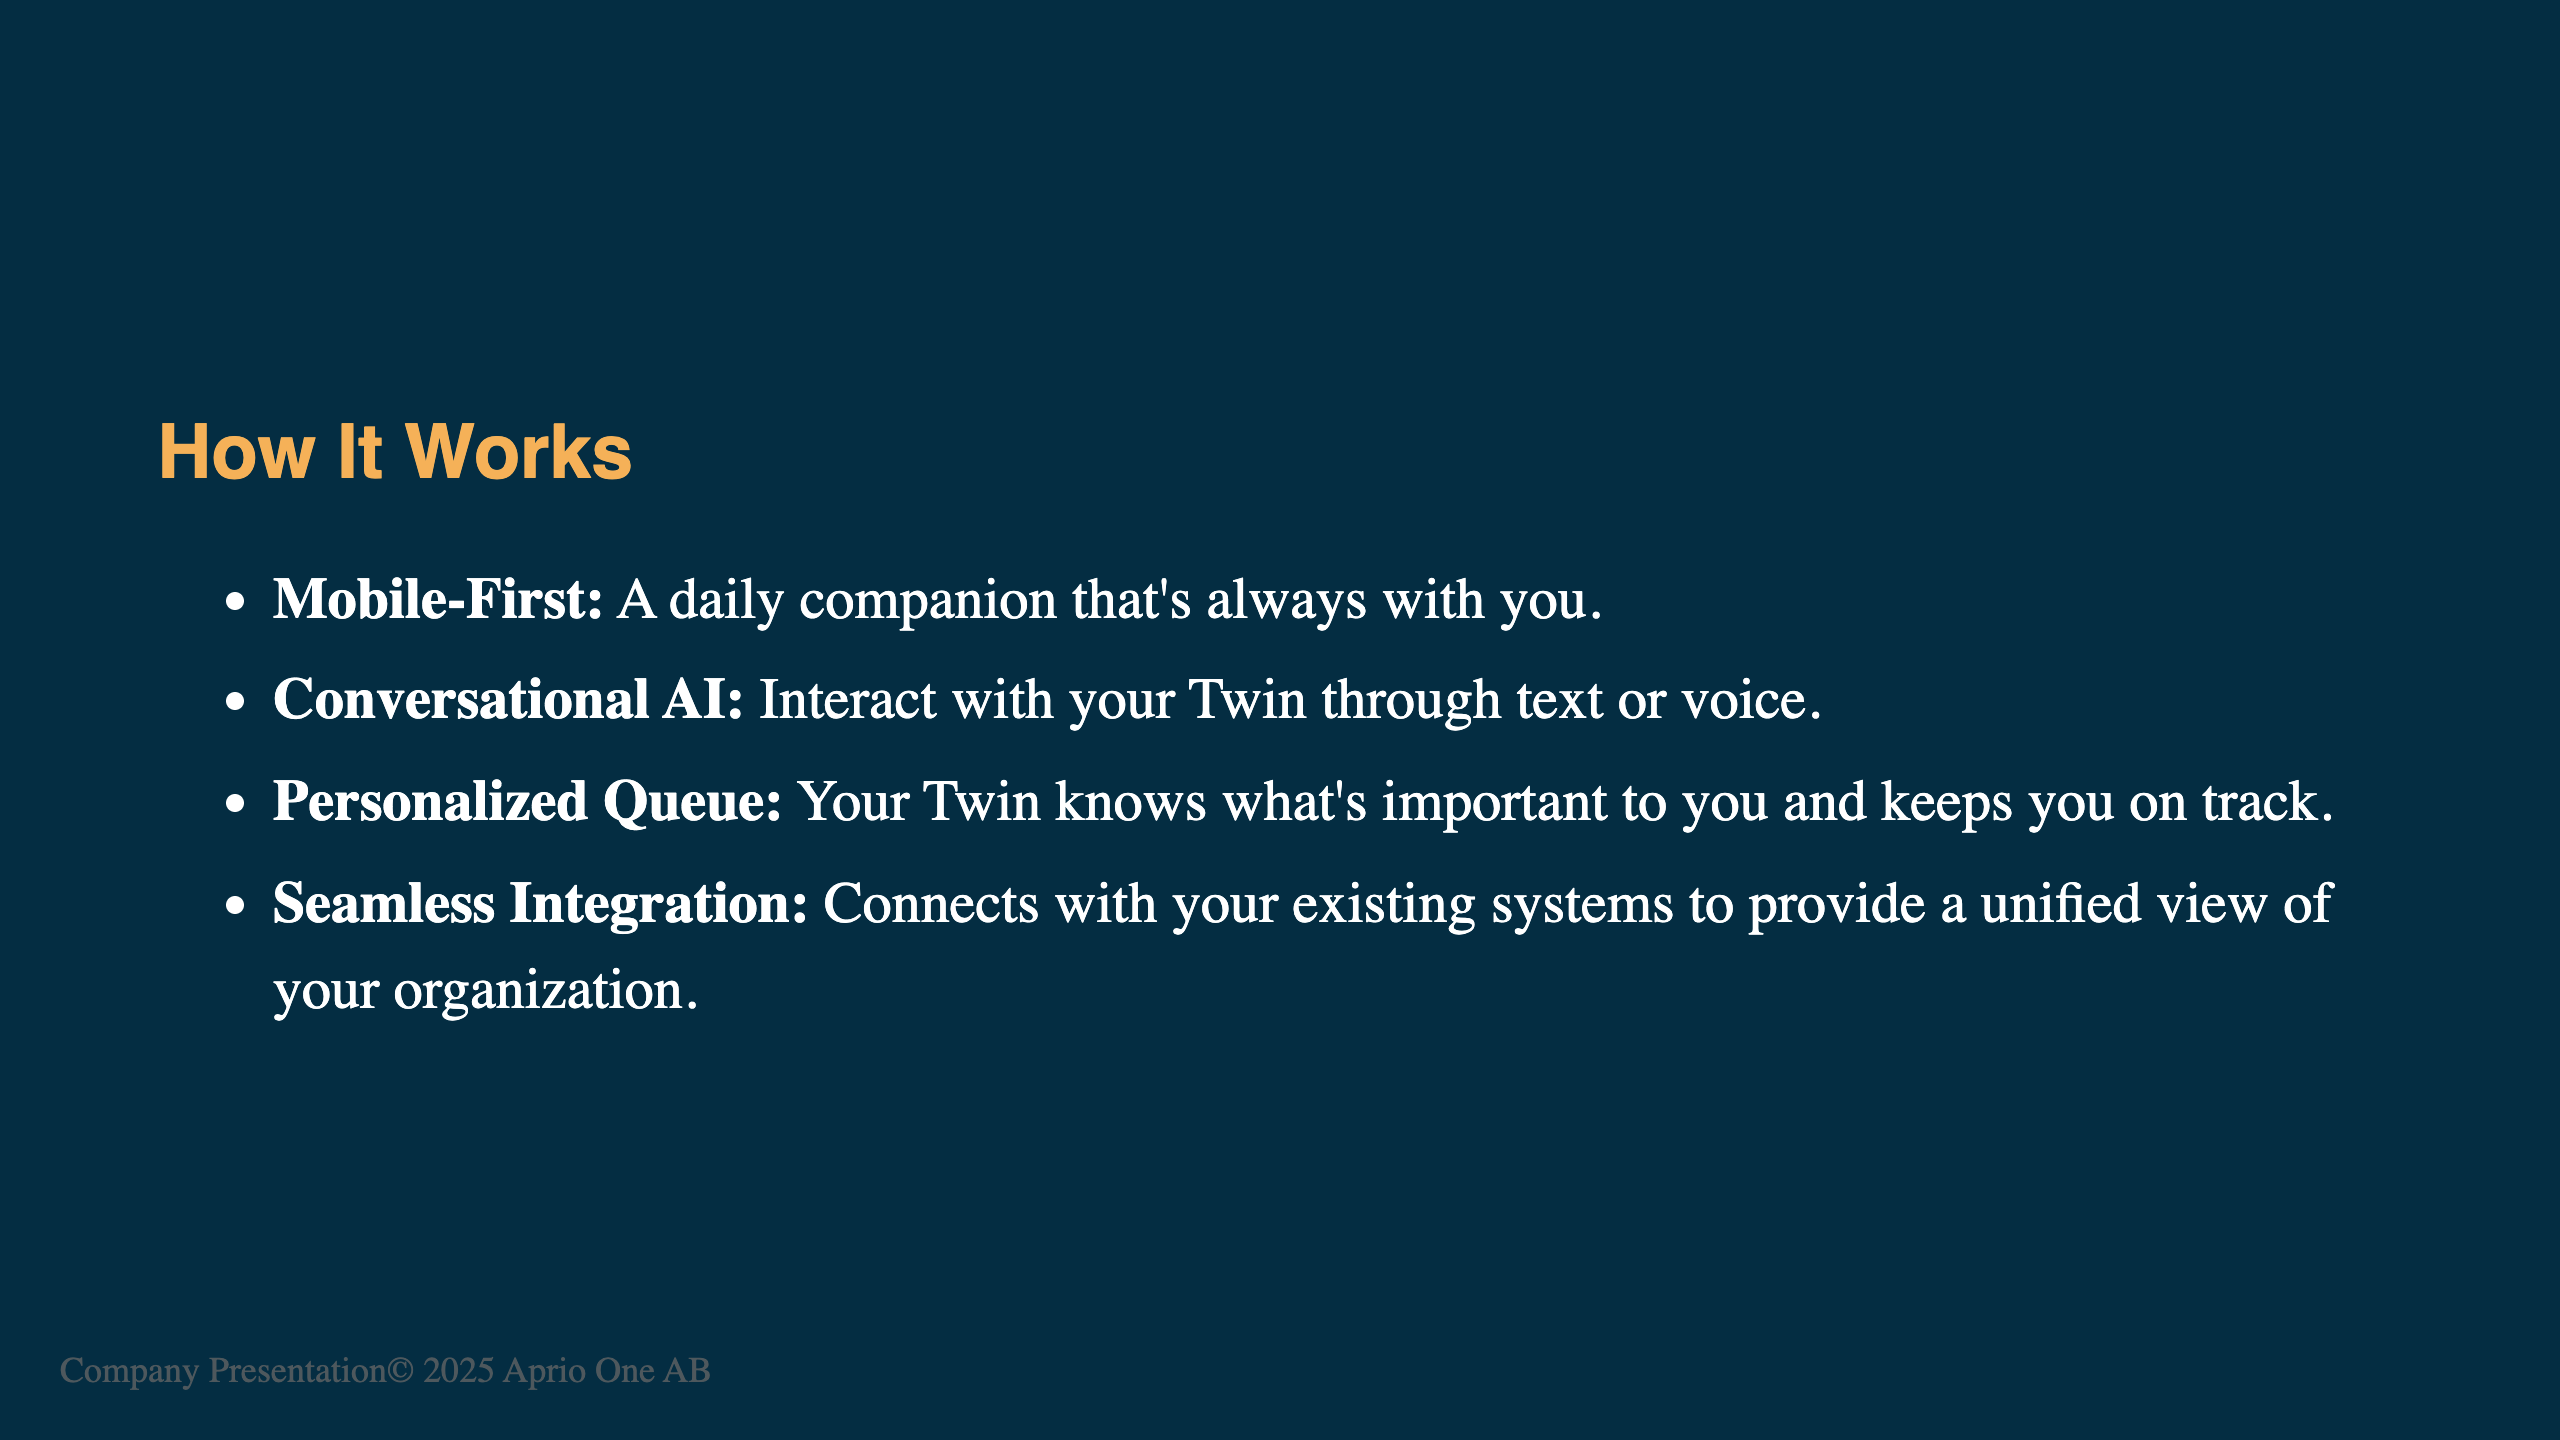 How It Works
• Mobile-First: A daily companion that's always with you.
• Conversational AI: Interact with your Twin through text or voice.
• Personalized Queue: Your Twin knows what's important to you and keeps you on track.
• Seamless Integration: Connects with your existing systems to provide a unified view of
your organization.
Company Presentation© 2025 Aprio One AB